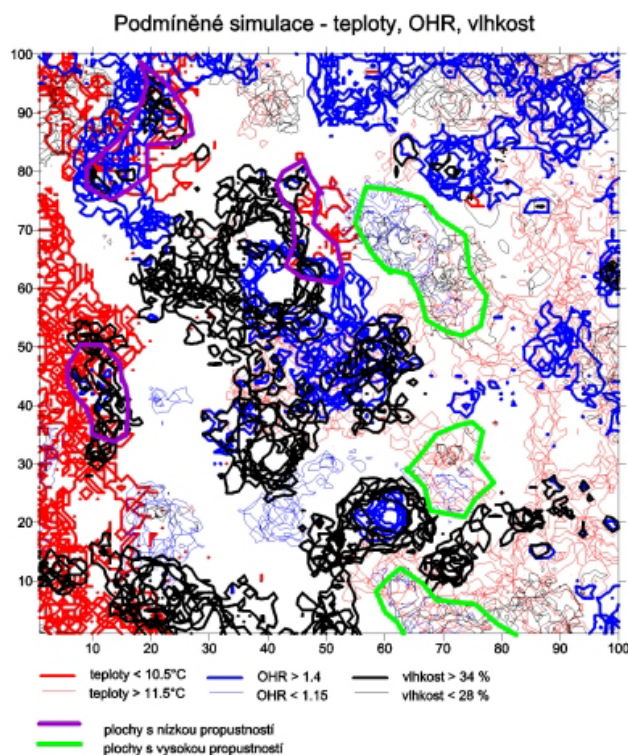 Podmíněné simulace - teploty, OHR, vlhkost
100
90
80
70
60
50
40
30
20
10
10 20 30 40 50 60 70 80 90 100
teploty < 10.5°C OHR > 1.4 vlhkost > 34 %
teploty > 11.5°C OHR < 1.15 vlhkost < 28 %
plochy s nízkou propustností
plochy s vysokou propustností